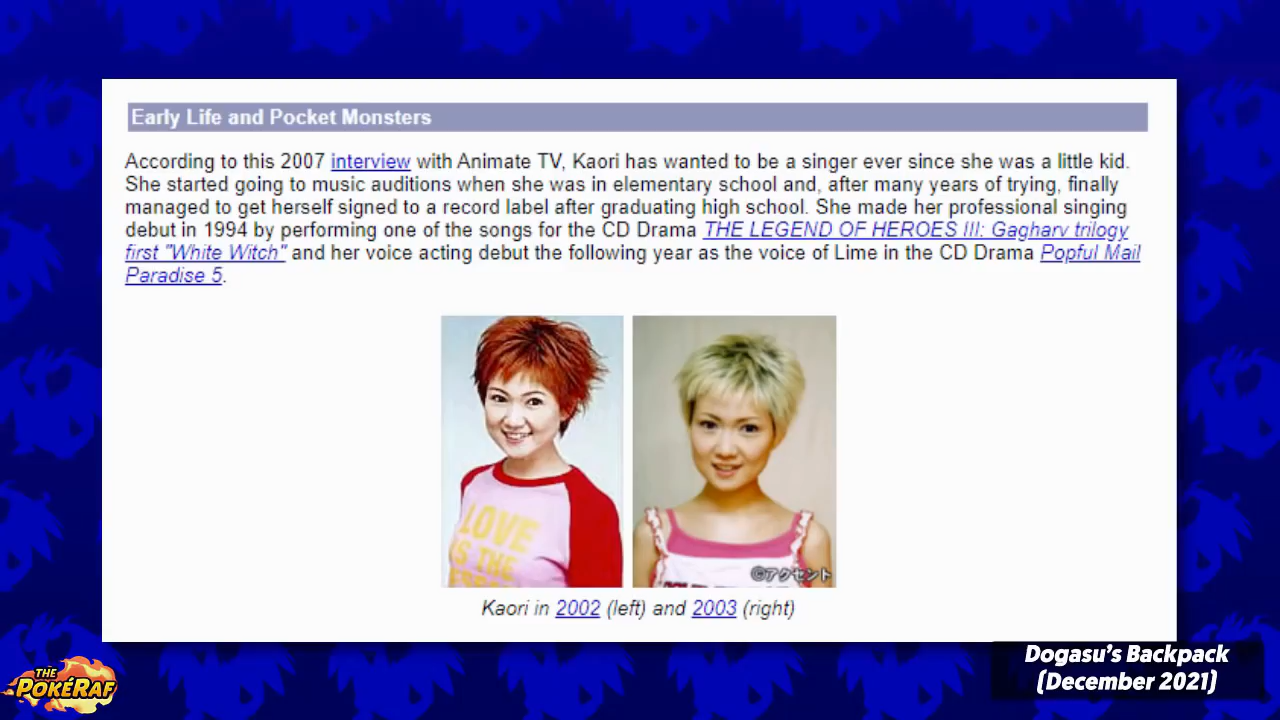 Early Life and Pocket Monsters
According to this 2007 interview with Animate TV, Kaori has wanted to be a singer ever since she was a little kid.
She started going to music auditions when she was in elementary school and, after many years of trying, finally
managed to get herself signed to a record label after graduating high school. She made her professional singing
debut in 1994 by performing one of the songs for the CD Drama THE LEGEND OF HEROES III: Gagharv trilogy
first "White Witch" and her voice acting debut the following year as the voice of Lime in the CD Drama Popful Mail
Paradise 5.
LOVE
IS THE
©アクセント
Kaori in 2002 (left) and 2003 (right)
THE
POKÉRAF
Dogasu's Backpack
(December 2021)